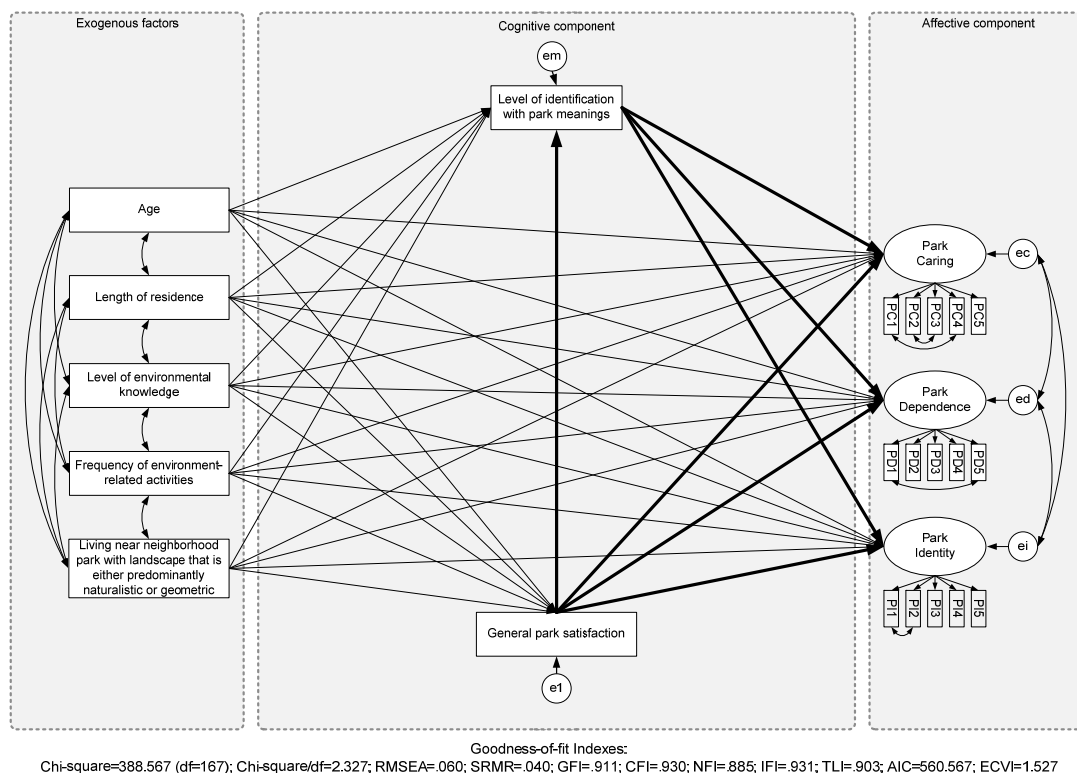 Exogenous factors
Cognitive component
Affective component
em
Level of identification
with park meanings
Age
Length of residence
Level of environmental
knowledge
Frequency of environment-
related activities
Living near neighborhood
park with landscape that is
either predominantly
naturalistic or geometric
General park satisfaction
e1
Park
Caring
ec
PC1
PC2
PC3
PC4
PC5
Park
Dependence
ed
PD1
PD2
PD3
PD4
PD5
Park
Identity
ei
PI1
PI2
PI3
PI4
PI5
Goodness-of-fit Indexes:
Chi-square=388.567 (df=167); Chi-square/df=2.327; RMSEA=.060; SRMR=.040; GFI=.911; CFI=.930; NFI=.885; IFI=.931; TLI=.903; AIC=560.567; ECVI=1.527